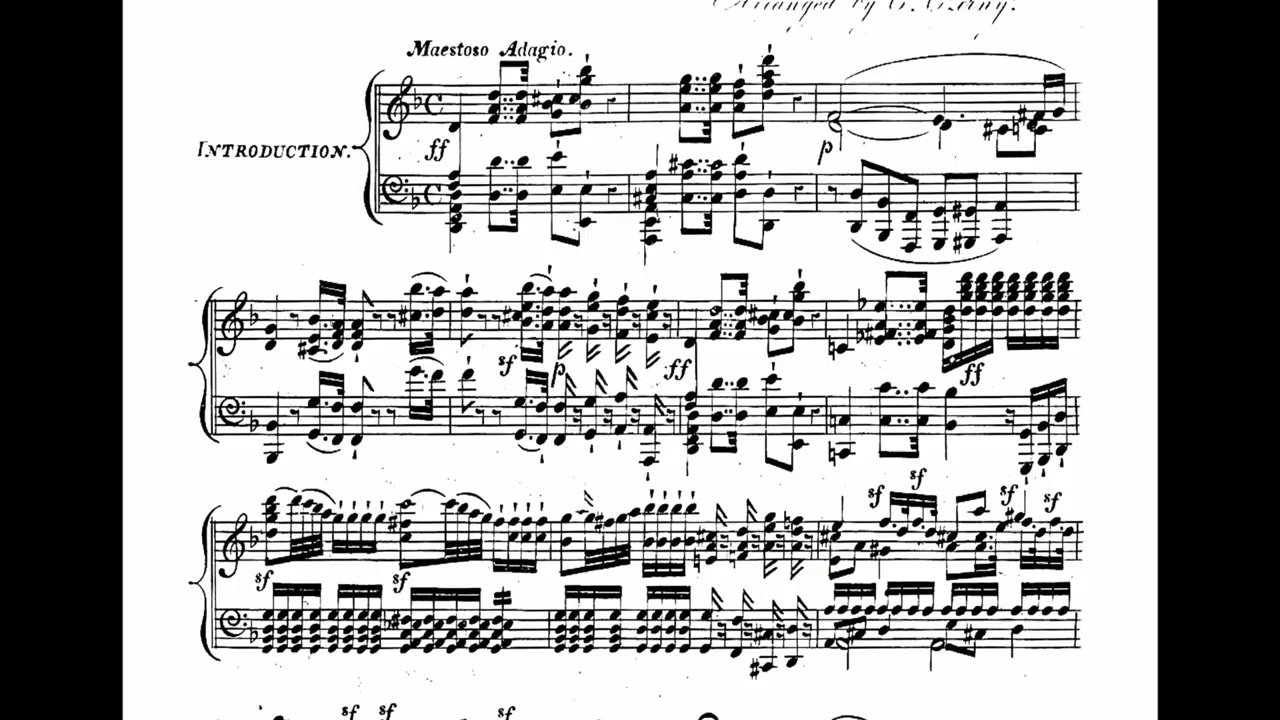 Arranged by C. Czerny.
Maestoso Adagio.
INTRODUCTION.
ff
p
sf p ff ff
sf sf sf sf sf sf
sf sf sf